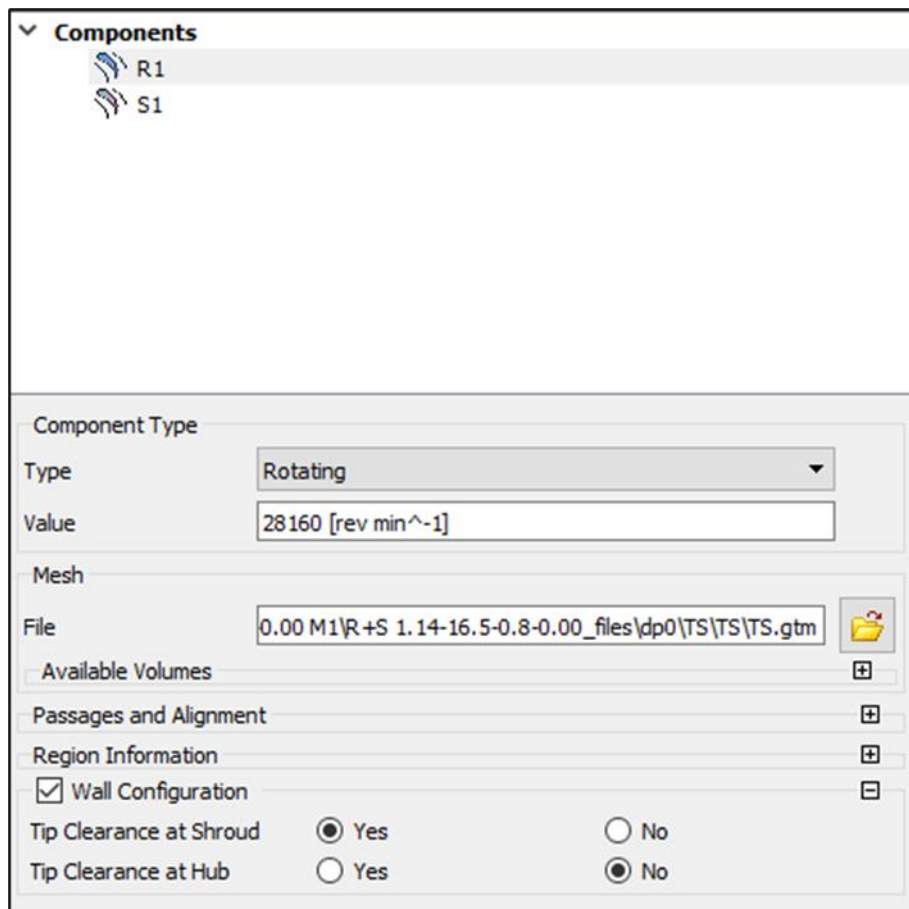 Components
R1
S1
Component Type
Type Rotating
Value 28160 [rev min^-1]
Mesh
File 0.00 M1\R+S 1.14-16.5-0.8-0.00_files\dp0\TS\TS\TS.gtm
Available Volumes
Passages and Alignment
Region Information
Wall Configuration
Tip Clearance at Shroud Yes No
Tip Clearance at Hub Yes No